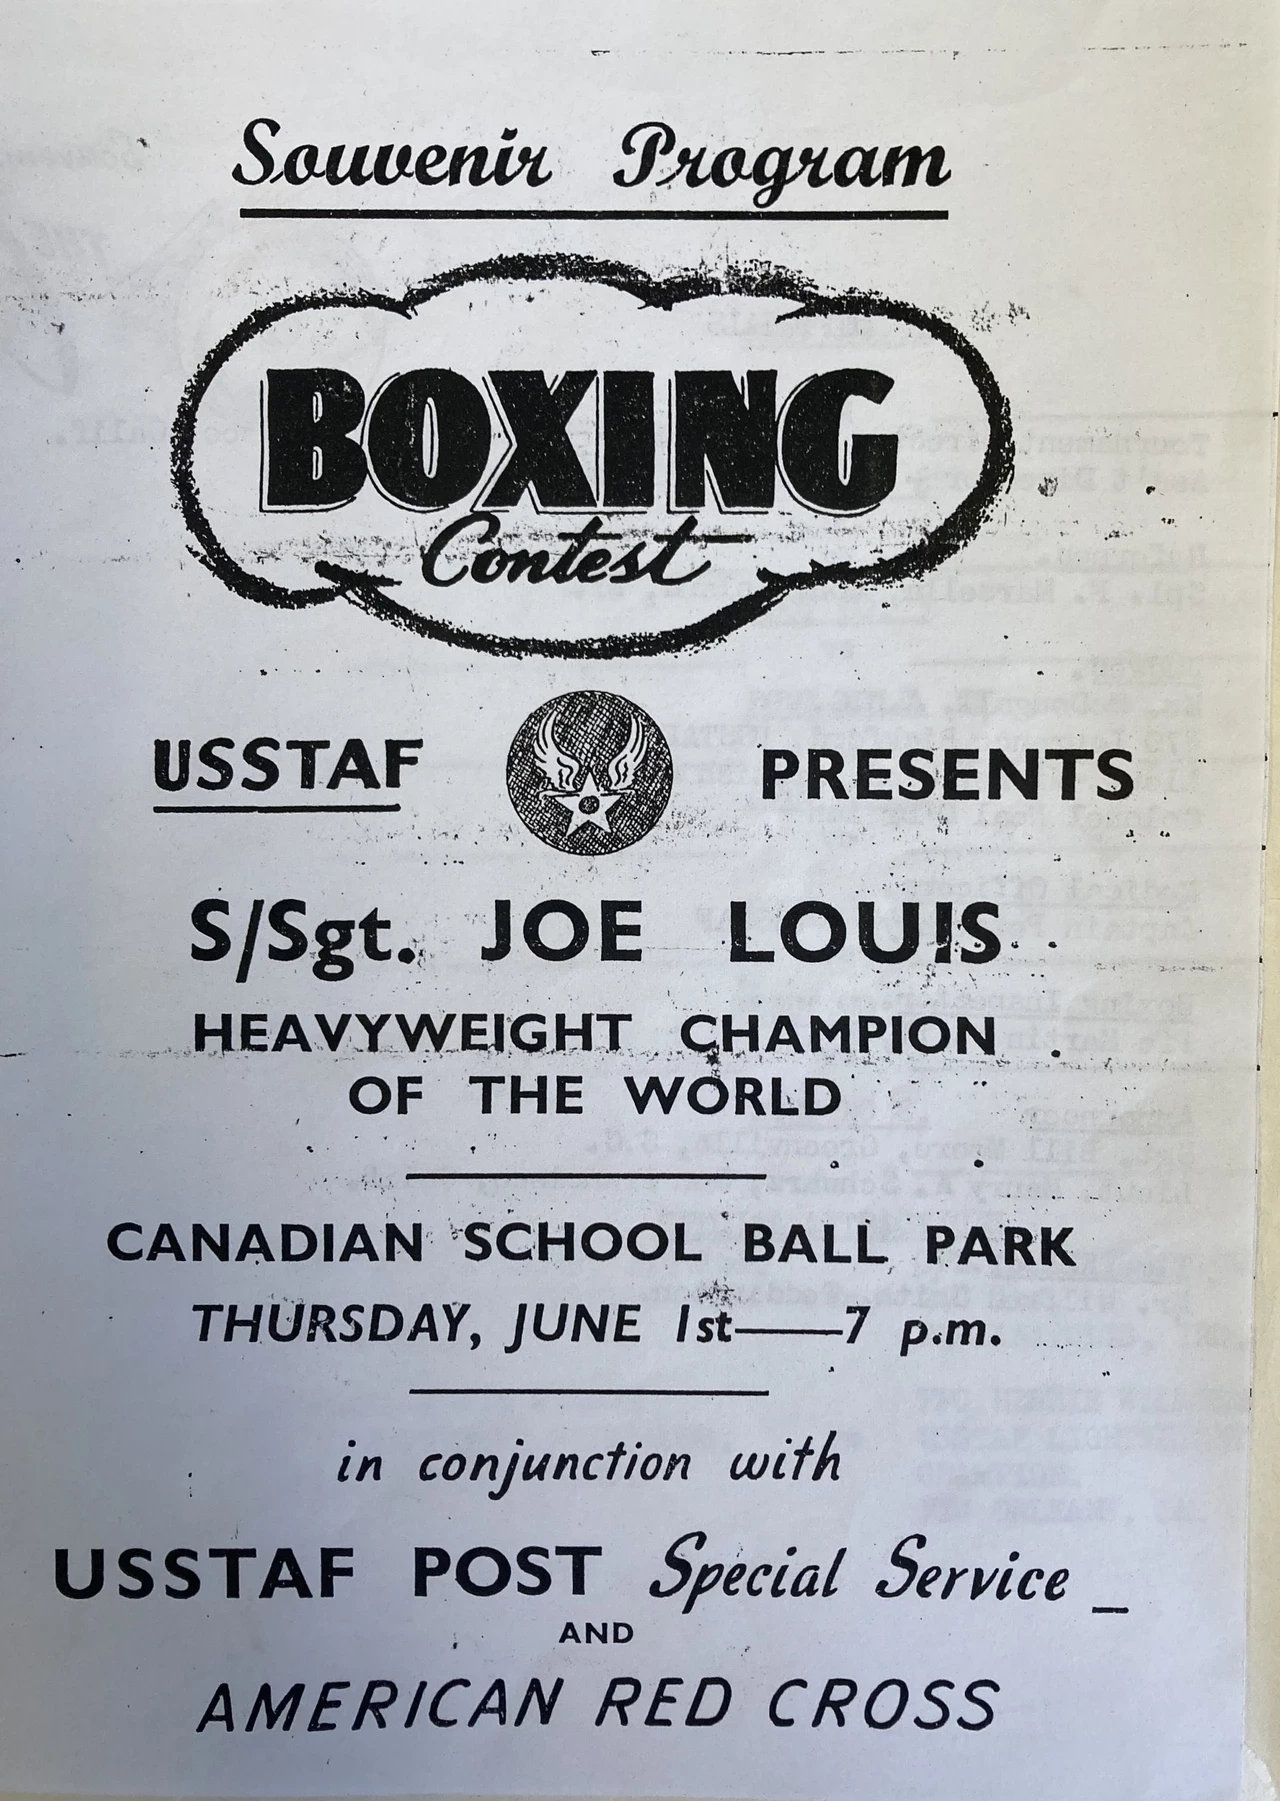 Souvenir Program
BOXING
Contest
USSTAF PRESENTS
S/Sgt. JOE LOUIS
HEAVYWEIGHT CHAMPION
OF THE WORLD
CANADIAN SCHOOL BALL PARK
THURSDAY, JUNE 1st—7 p.m.
in conjunction with
USSTAF POST Special Service
AND
AMERICAN RED CROSS